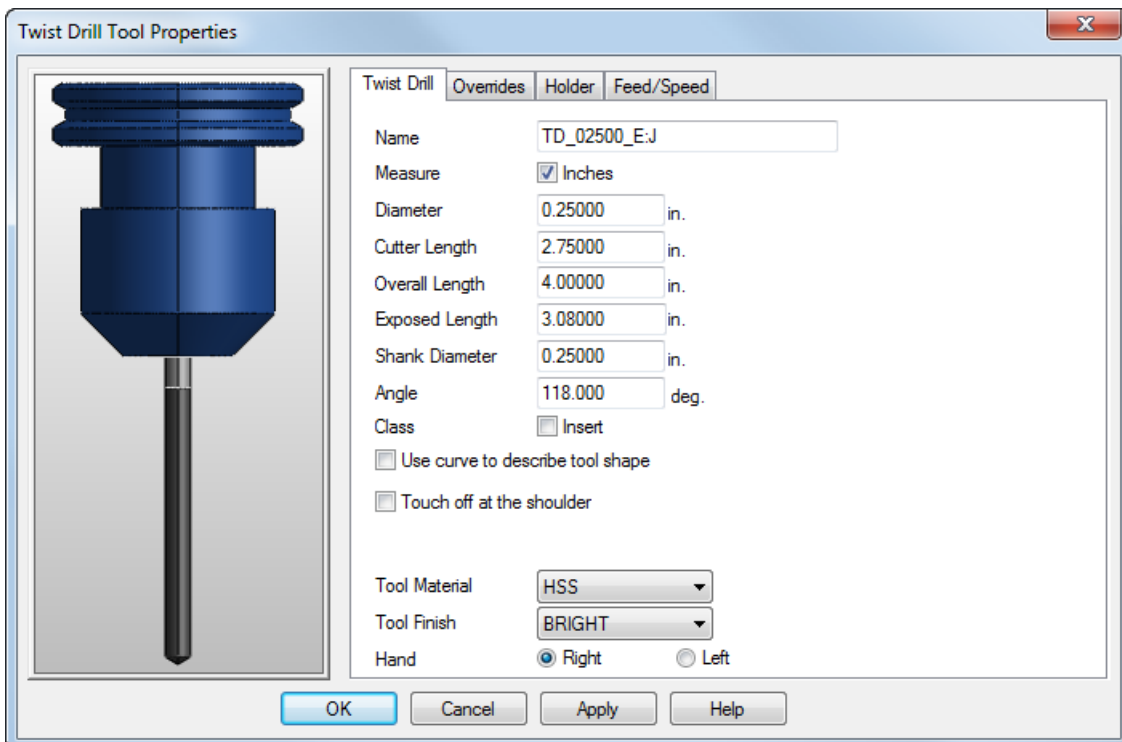 Twist Drill Tool Properties
Twist Drill Overrides Holder Feed/Speed
Name TD_02500_E:J
Measure Inches
Diameter 0.25000 in.
Cutter Length 2.75000 in.
Overall Length 4.00000 in.
Exposed Length 3.08000 in.
Shank Diameter 0.25000 in.
Angle 118.000 deg.
Class Insert
Use curve to describe tool shape
Touch off at the shoulder
Tool Material HSS
Tool Finish BRIGHT
Hand Right Left
OK Cancel Apply Help